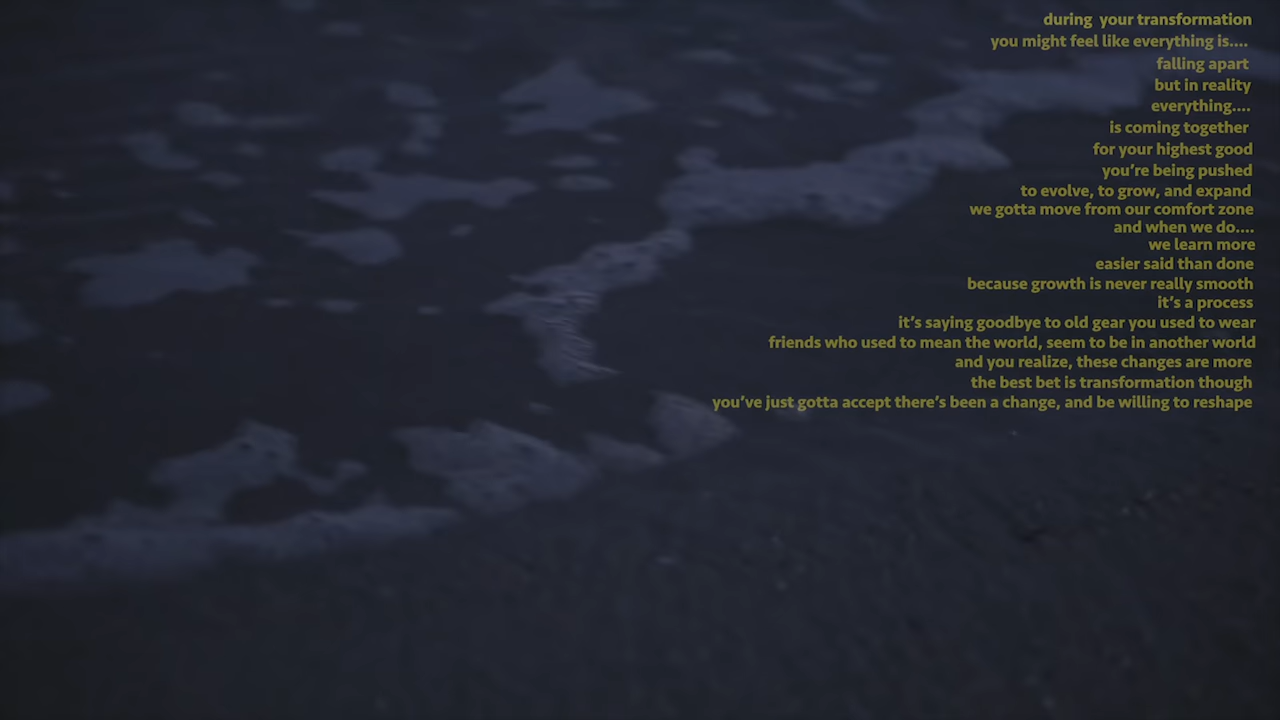 during  your transformation
you might feel like everything is....
falling apart
but in reality
everything....
is coming together
for your highest good
you’re being pushed
to evolve, to grow, and expand
we gotta move from our comfort zone
and when we do....
we learn more
easier said than done
because growth is never really smooth
it’s a process
it’s saying goodbye to old gear you used to wear
friends who used to mean the world, seem to be in another world
and you realize, these changes are more
the best bet is transformation though
you’ve just gotta accept there’s been a change, and be willing to reshape